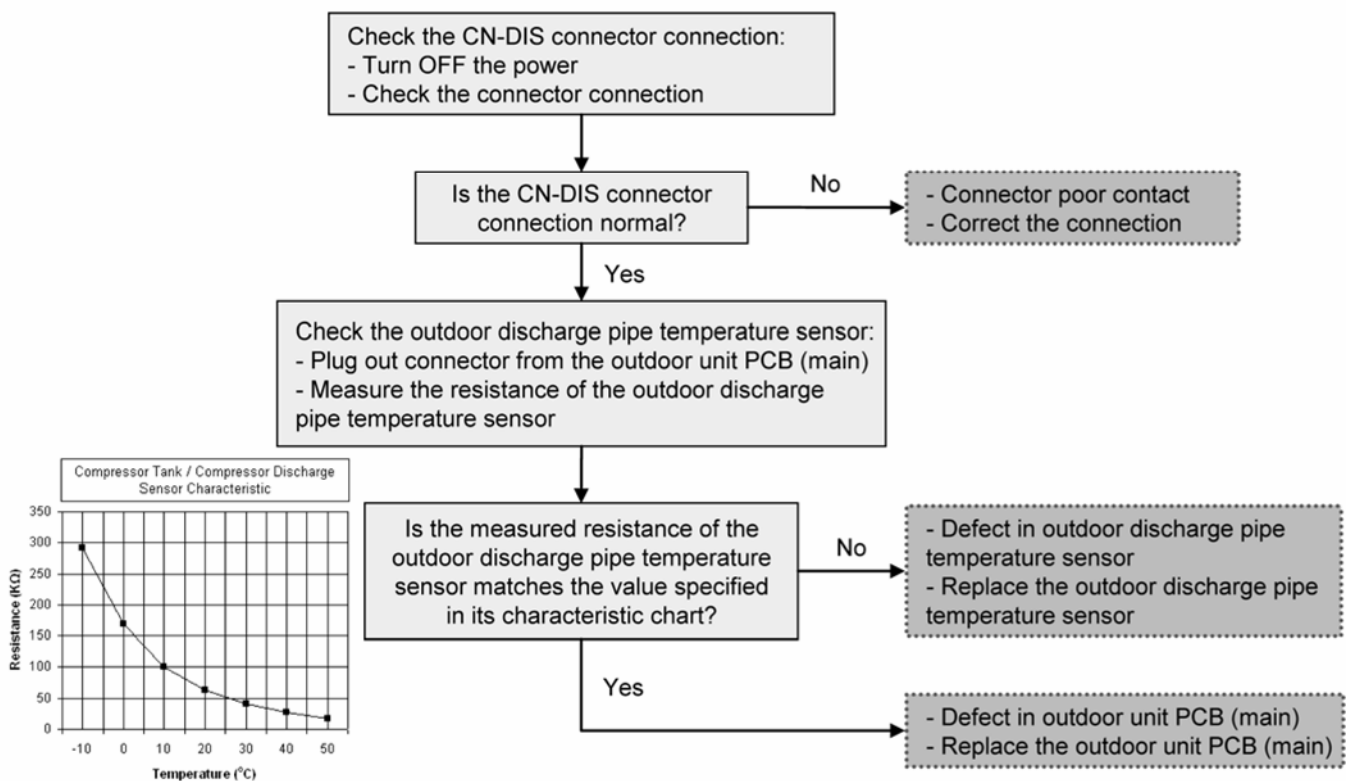 Check the CN-DIS connector connection:
- Turn OFF the power
- Check the connector connection
Is the CN-DIS connector
connection normal?
No
- Connector poor contact
- Correct the connection
Yes
Check the outdoor discharge pipe temperature sensor:
- Plug out connector from the outdoor unit PCB (main)
- Measure the resistance of the outdoor discharge
pipe temperature sensor
Compressor Tank / Compressor Discharge
Sensor Characteristic
Resistance (KΩ)
350
300
250
200
150
100
50
0
-10 0 10 20 30 40 50
Temperature (°C)
Is the measured resistance of the
outdoor discharge pipe temperature
sensor matches the value specified
in its characteristic chart?
No
- Defect in outdoor discharge pipe
temperature sensor
- Replace the outdoor discharge pipe
temperature sensor
Yes
- Defect in outdoor unit PCB (main)
- Replace the outdoor unit PCB (main)